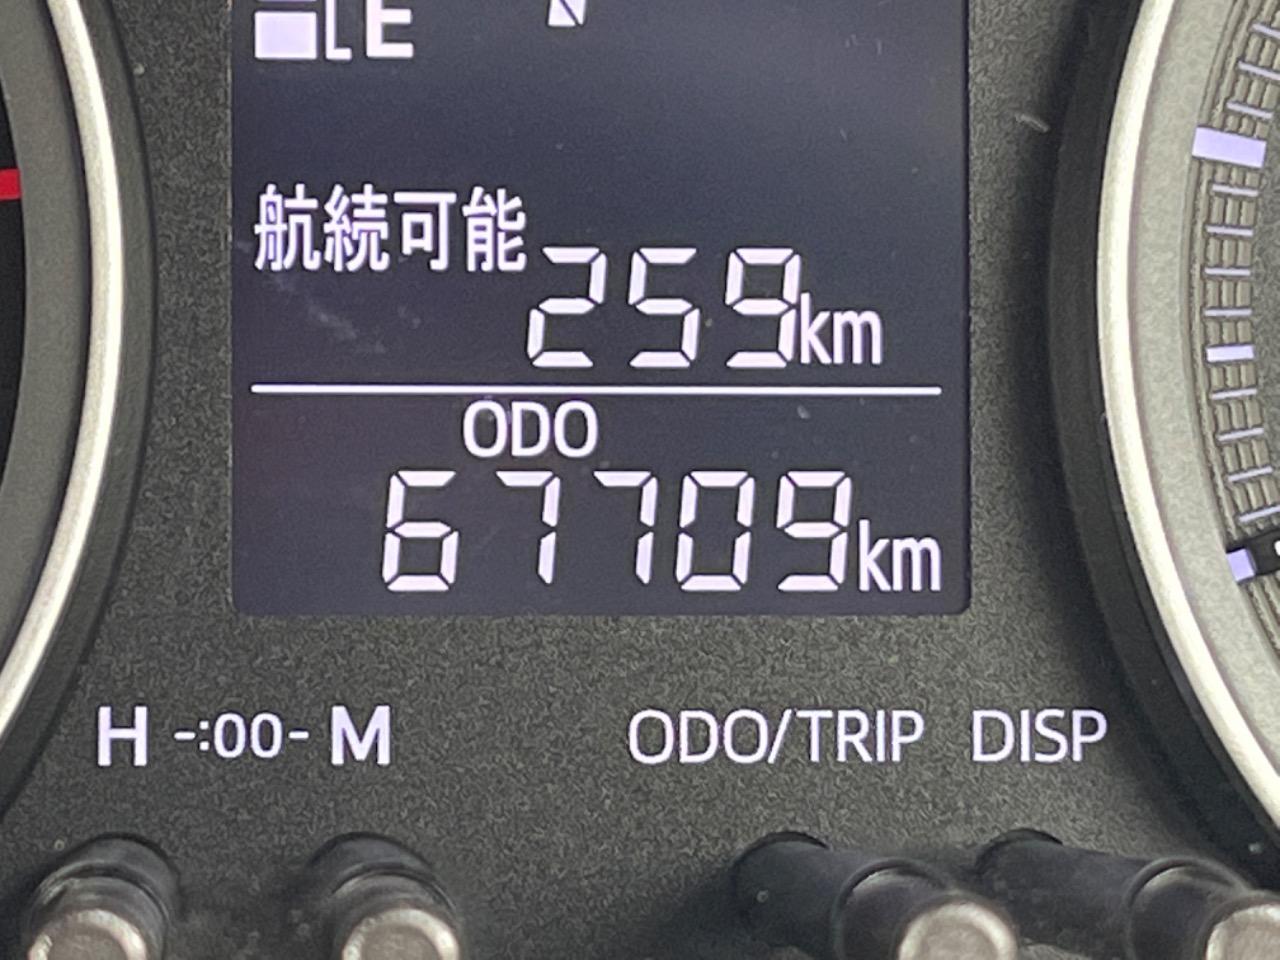 E
航続可能
259km
ODO
67709km
H -:00- M
ODO/TRIP DISP